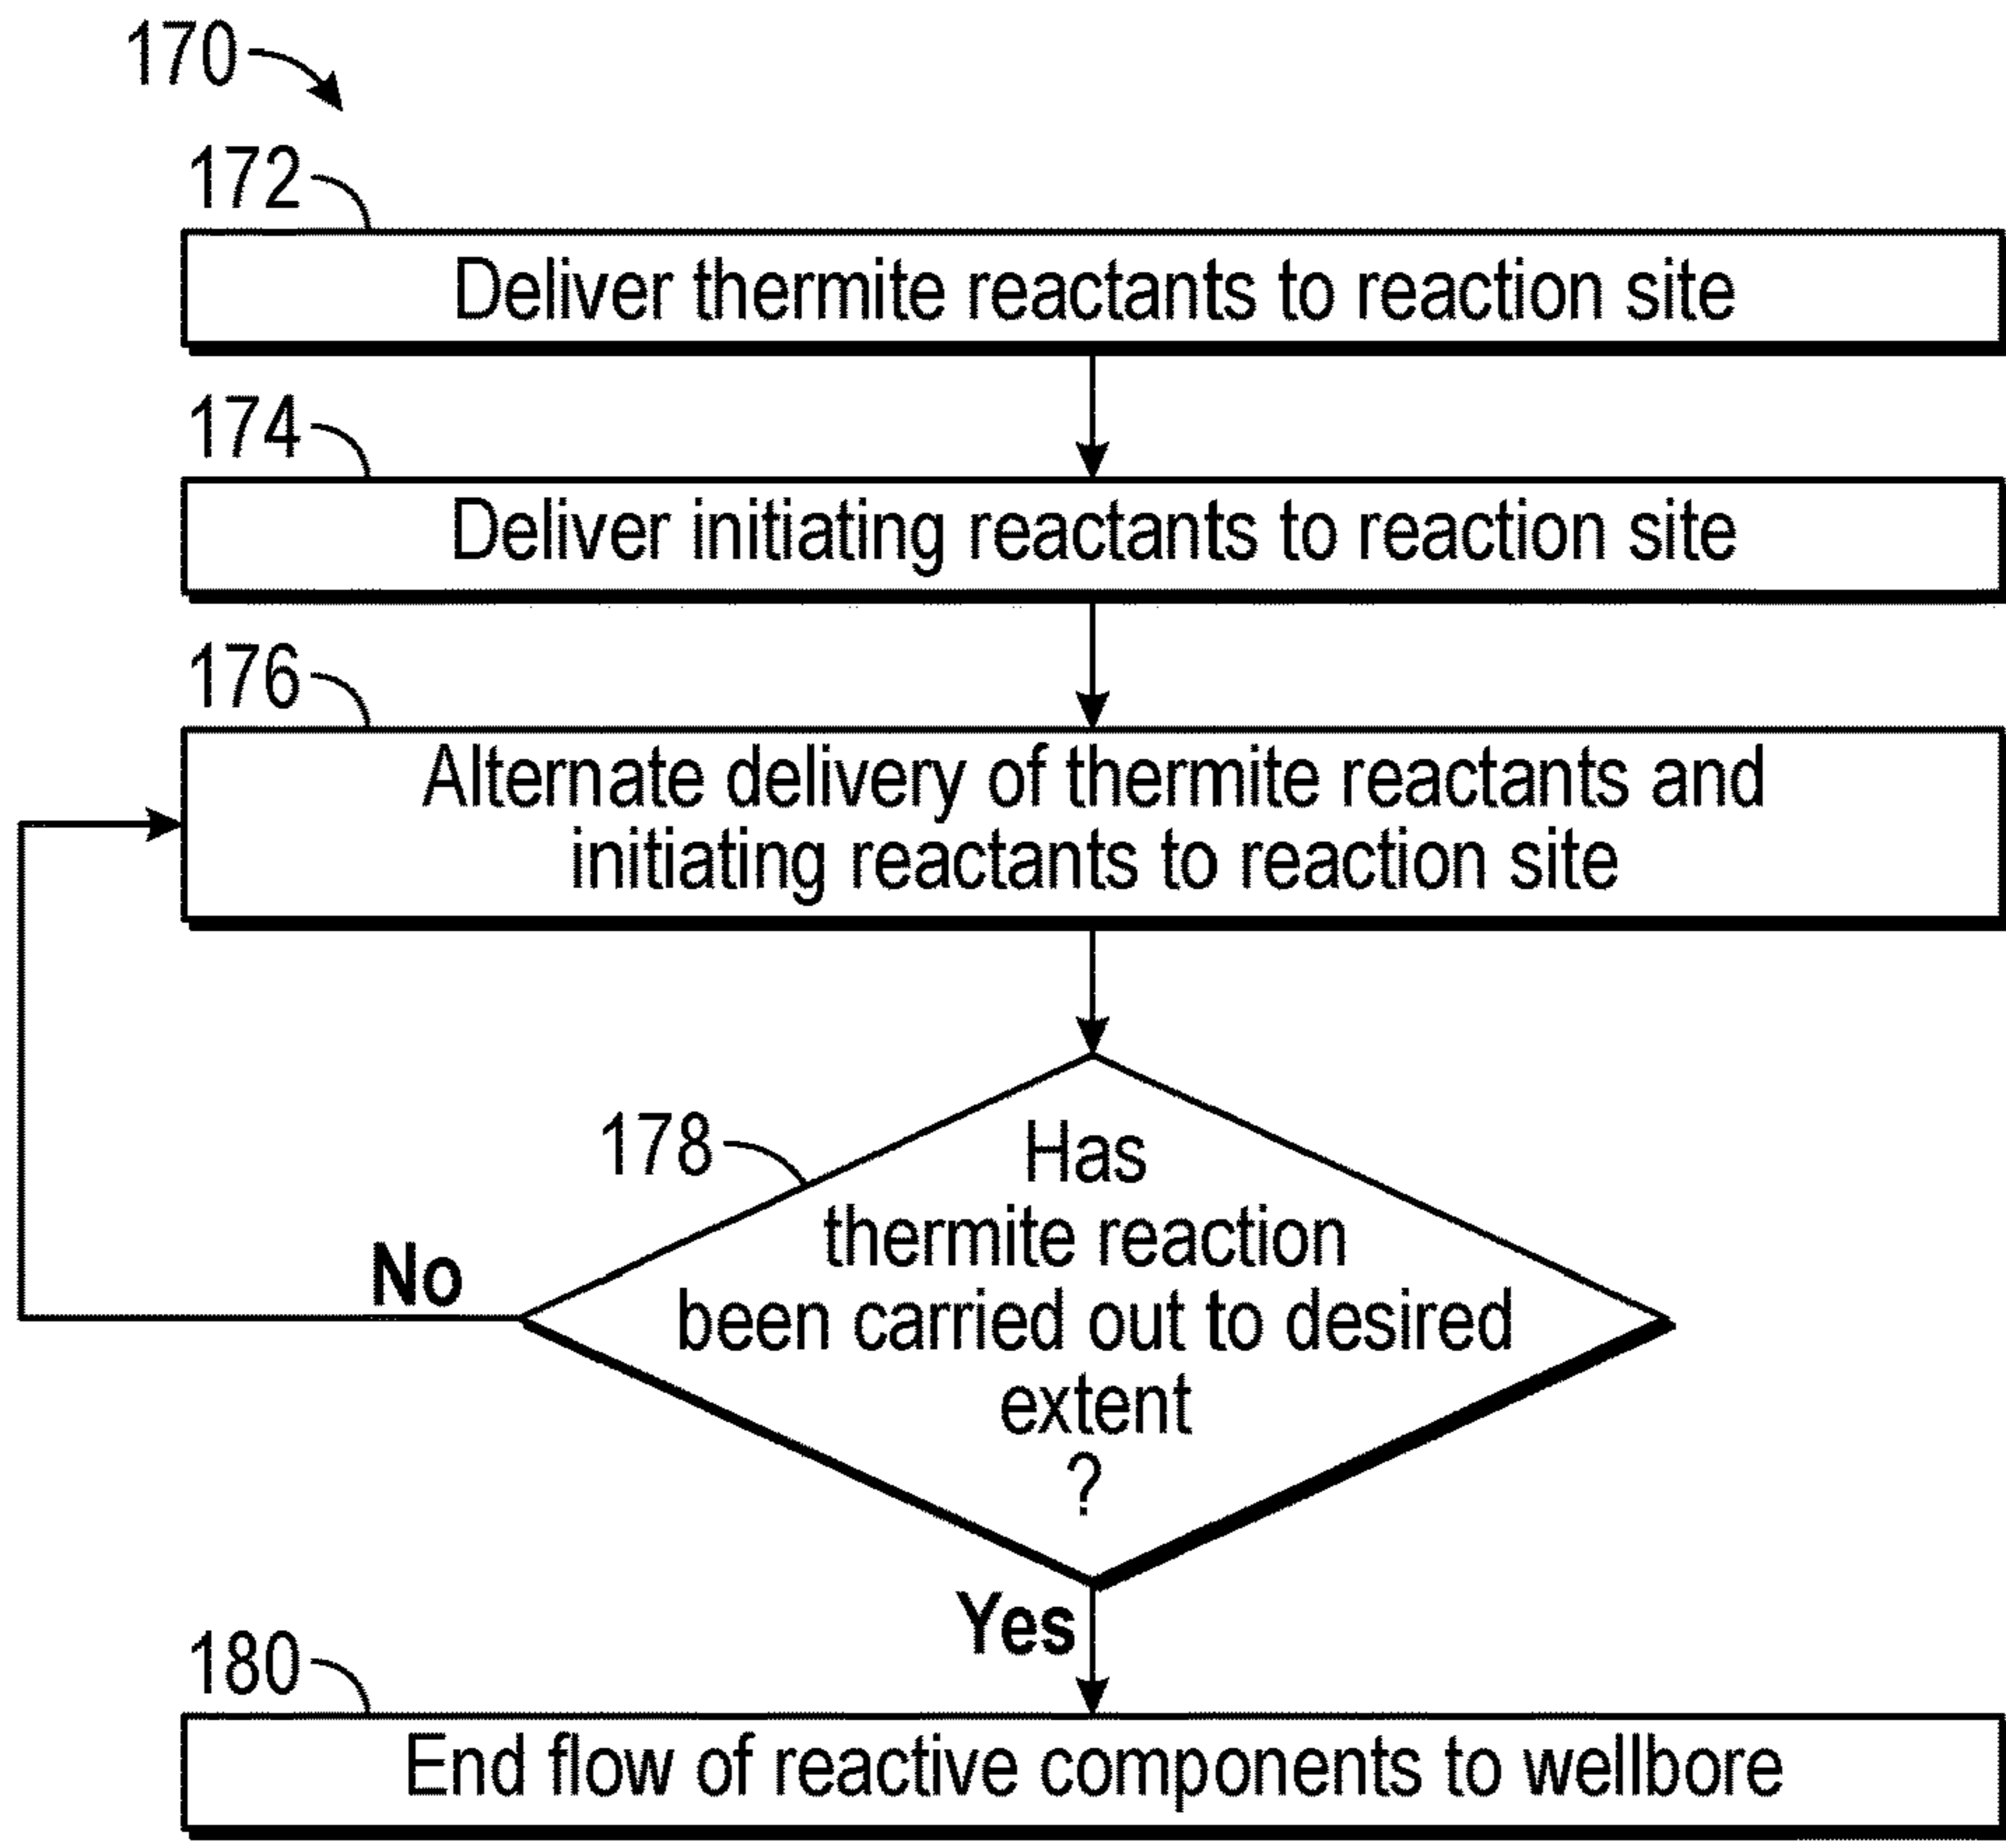 170
172
Deliver thermite reactants to reaction site
174
Deliver initiating reactants to reaction site
176
Alternate delivery of thermite reactants and
initiating reactants to reaction site
178
Has
thermite reaction
been carried out to desired
extent
?
No
Yes
180
End flow of reactive components to wellbore